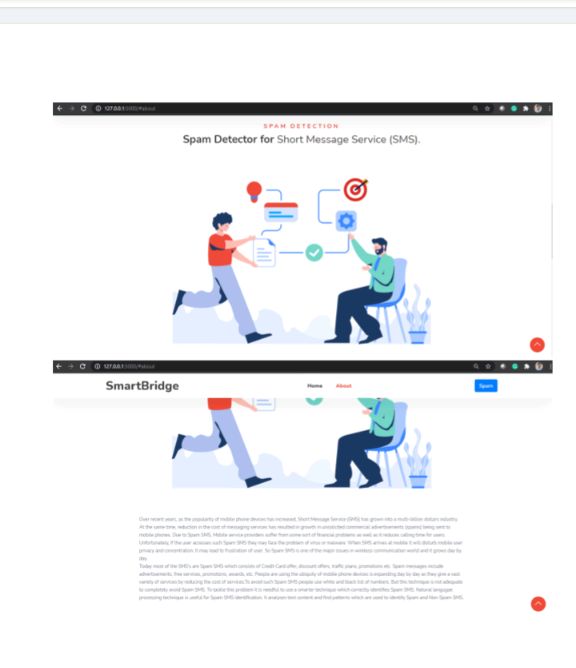 127.0.0.1:5000/#about
SPAM DETECTION
Spam Detector for Short Message Service (SMS).
127.0.0.1:5000/#about
SmartBridge
Home
About
Spam
Over recent years, as the popularity of mobile phone devices has increased, Short Message Service (SMS) has grown into a multi-billion dollars industry.
At the same time, reduction in the cost of messaging services has resulted in growth in unsolicited commercial advertisements (spams) being sent to
mobile phones. Due to Spam SMS, Mobile service providers suffer from some sort of financial problems as well as it reduces calling time for users.
Unfortunately, if the user accesses such Spam SMS they may face the problem of virus or malware. When SMS arrives at mobile it will disturb mobile user
privacy and concentration. It may lead to frustration of user. So Spam SMS is one of the major issues in wireless communication world and it grows day by
day.
Today most of the SMS's are Spam SMS which consists of Credit Card offer, discount offers, traffic plans, promotions etc. Spam messages include
advertisements, free services, promotions, awards, etc. People are using the ubiquity of mobile phone devices is expanding day by day as they give a vast
variety of services by reducing the cost of services. To avoid such Spam SMS people use white and black list of numbers. But this technique is not adequate
to completely avoid Spam SMS. To tackle this problem it is needful to use a smarter technique which correctly identifies Spam SMS. Natural language
processing technique is useful for Spam SMS identification. It analyses text content and find patterns which are used to identify Spam and Non-Spam SMS.